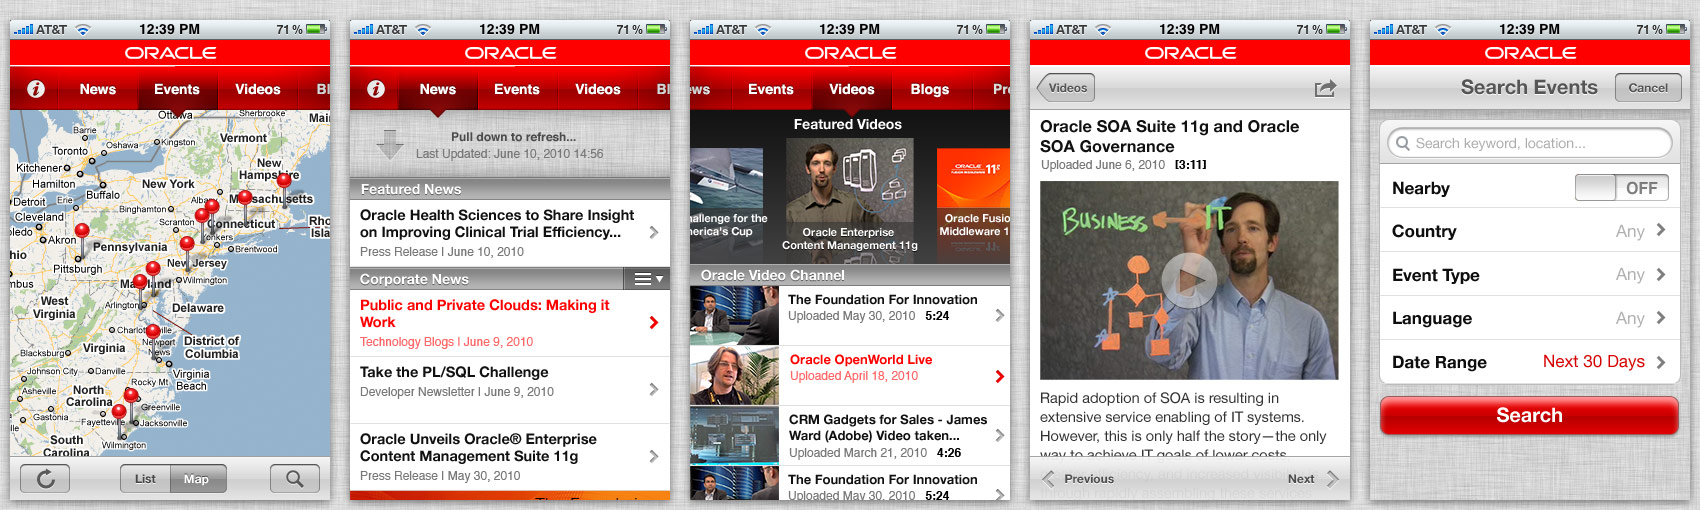 AT&T 12:39 PM 71%
ORACLE
i News Events Videos Bl
Ottawa
Sherbrooke
Barrie
Kingston
Mai
Toronto
Oshawa
Vermont
Kitchener
New
Hampshire
Hamilton
New York
Detroit
Erie
Buffalo
Massachusetts
Cleveland
Binghamton
Albany
Rho
Isla
ledo
Akron
Connecticut
Yonkers
Pennsylvania
Brentwood
hio
Pittsburgh
New Jersey
mbus
Wilmington
Maryland
West
Virginia
Arlington
Delaware
Charlottesville
District of
Columbia
Virginia
Newport
News
Blacksburg
Virginia
Beach
Johnson City
Danville
Rocky Mt
Asheville
North
Carolina
Greenville
Gastonia
Fayetteville
Jacksonville
South
Carolina
Wilmington
List Map
AT&T 12:39 PM 71%
ORACLE
i News Events Videos Bl
Pull down to refresh...
Last Updated: June 10, 2010 14:56
Featured News
Oracle Health Sciences to Share Insight
on Improving Clinical Trial Efficiency...
Press Release I June 10, 2010
Corporate News
Public and Private Clouds: Making it
Work
Technology Blogs I June 9, 2010
Take the PL/SQL Challenge
Developer Newsletter I June 9, 2010
Oracle Unveils Oracle® Enterprise
Content Management Suite 11g
Press Release I May 30, 2010
AT&T 12:39 PM 71%
ORACLE
ws Events Videos Blogs Pr
Featured Videos
ORACLE 11g
allenge for the
erica's Cup
Oracle Enterprise
Content Management 11g
Oracle Fusio
Middleware 1
Oracle Video Channel
The Foundation For Innovation
Uploaded May 30, 2010 5:24
Oracle OpenWorld Live
Uploaded April 18, 2010
CRM Gadgets for Sales - James
Ward (Adobe) Video taken...
Uploaded March 21, 2010 4:26
The Foundation For Innovation
Uploaded May 30, 2010 5:24
AT&T 12:39 PM 71%
ORACLE
Videos
Oracle SOA Suite 11g and Oracle
SOA Governance
Uploaded June 6, 2010 [3:11]
BUSINESS IT
Rapid adoption of SOA is resulting in
extensive service enabling of IT systems.
However, this is only half the story—the only
way to achieve IT goals of lower costs
Previous Next
AT&T 12:39 PM 71%
ORACLE
Search Events Cancel
Search keyword, location...
Nearby OFF
Country Any
Event Type Any
Language Any
Date Range Next 30 Days
Search